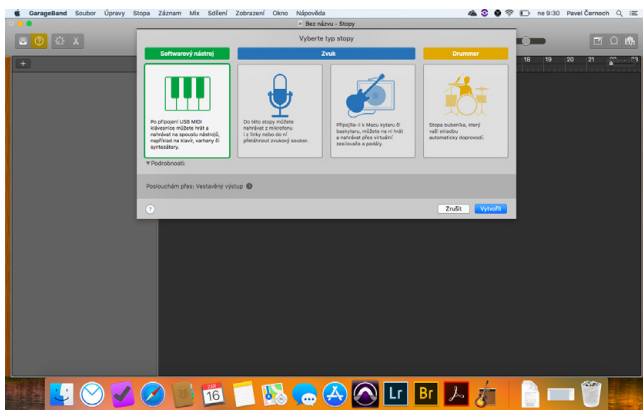 GarageBand Soubor Úpravy Stopa Záznam Mix Sdílení Zobrazení Okno Nápověda ne 9:30 Pavel Černoch
Bez názvu - Stopy
Vyberte typ stopy
Softwarový nástroj
Zvuk
Drummer
18 19 20 21
Po připojení USB MIDI
klávesnice můžete hrát a
nahrávat na spoustu nástrojů,
například na klavír, varhany či
syntezátory.
Do této stopy můžete
nahrávat z mikrofonu
i z linky nebo do ní
přetáhnout zvukový soubor.
Připojíte-li k Macu kytaru či
baskytaru, můžete na ni hrát
a nahrávat přes virtuální
zesilovače a pedály.
Stopa bubeníka, který
vaši skladbu
automaticky doprovodí.
Podrobnosti:
Poslouchám přes: Vestavěný výstup
?
Zrušit Vytvořit
16
Lr Br